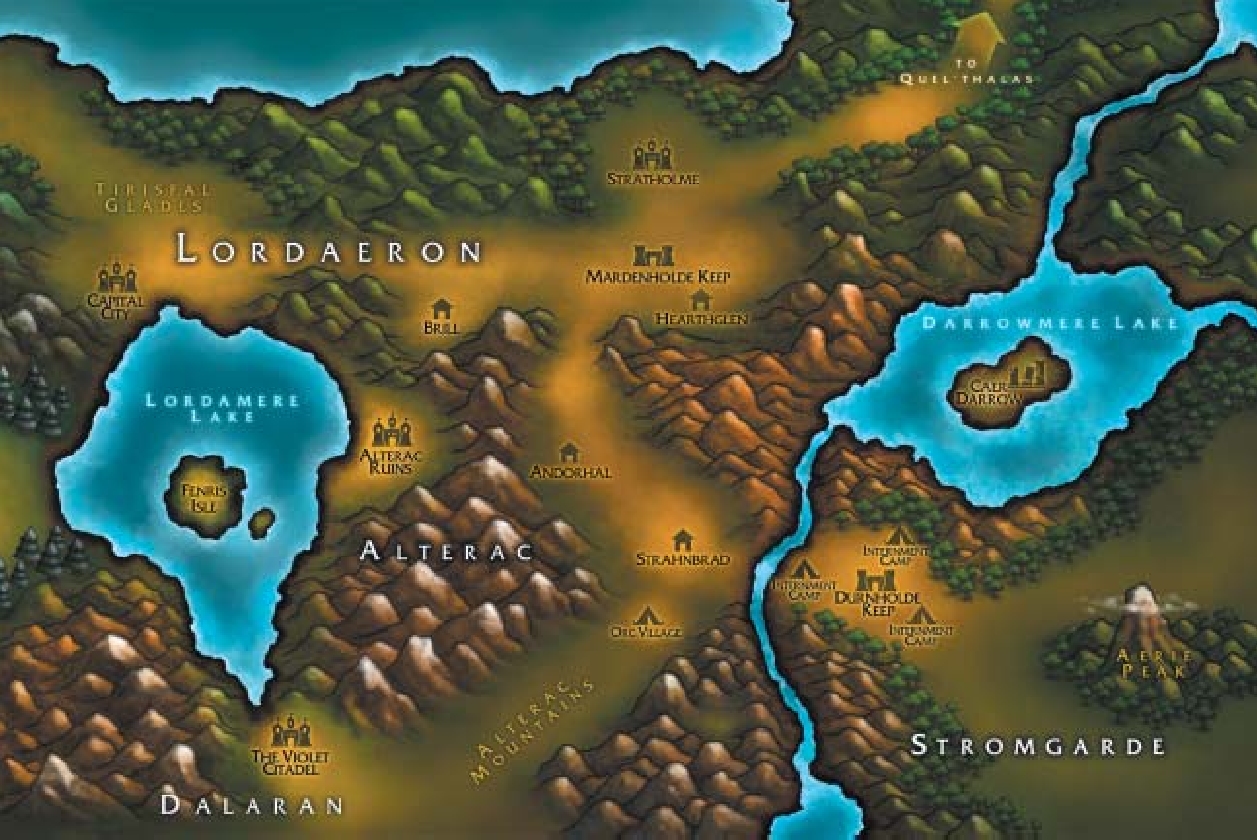 TO
QUEL'THALAS
STRATHOLME
TIRISFAL
GLADES
LORDAERON
MARDENHOLDE KEEP
CAPITAL
CITY
HEARTHGLEN
BRILL
DARROWMERE LAKE
CAER
DARROW
LORDAMERE
LAKE
ALTERAC
RUINS
ANDORHAL
FENRIS
ISLE
ALTERAC
STRAHNBRAD
INTERNMENT
CAMP
INTERNMENT
CAMP
DURNHOLDE
KEEP
INTERNMENT
CAMP
ORC VILLAGE
AERIE
PEAK
ALTERAC
MOUNTAINS
STROMGARDE
THE VIOLET
CITADEL
DALARAN